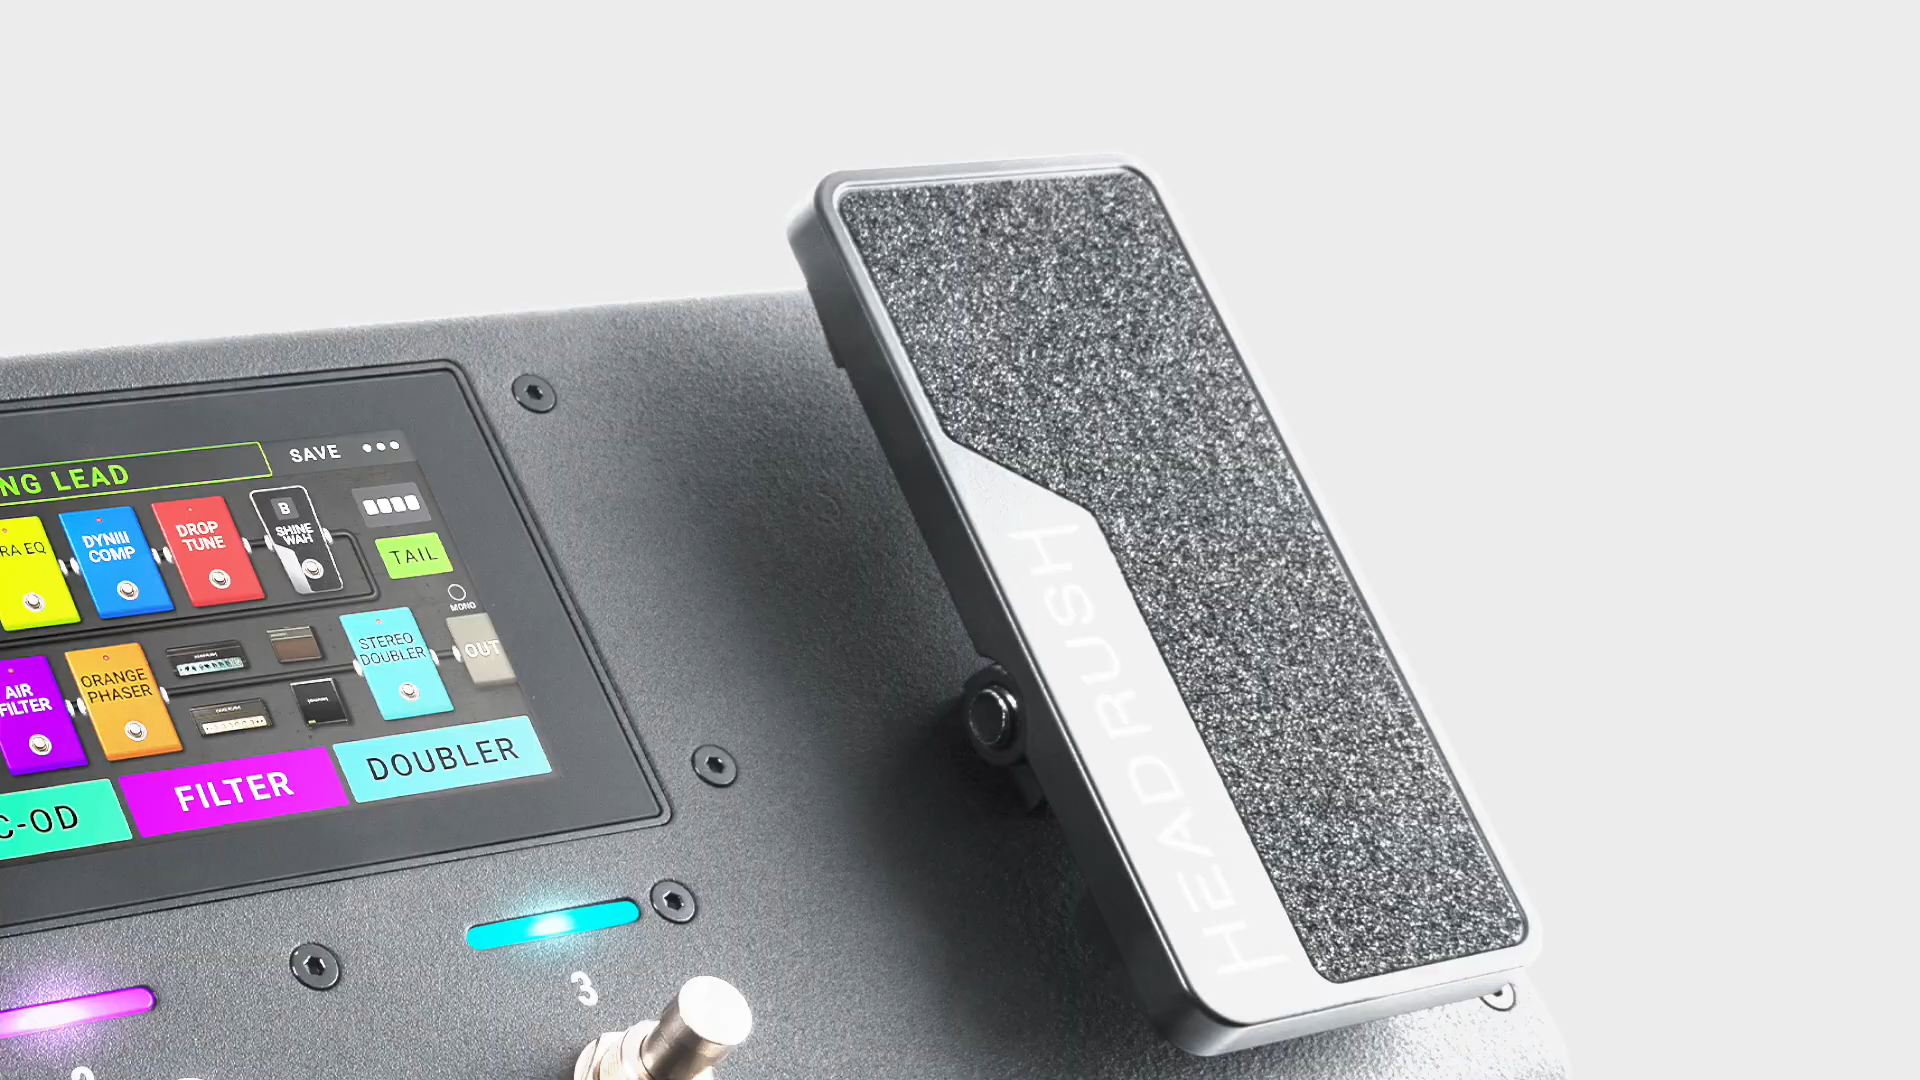 NG LEAD
SAVE
RA EQ
DYNIII
COMP
DROP
TUNE
B
SHINE
WAH
TAIL
MONO
AIR
FILTER
ORANGE
PHASER
STEREO
DOUBLER
OUT
C-OD
FILTER
DOUBLER
3
HEADRUSH